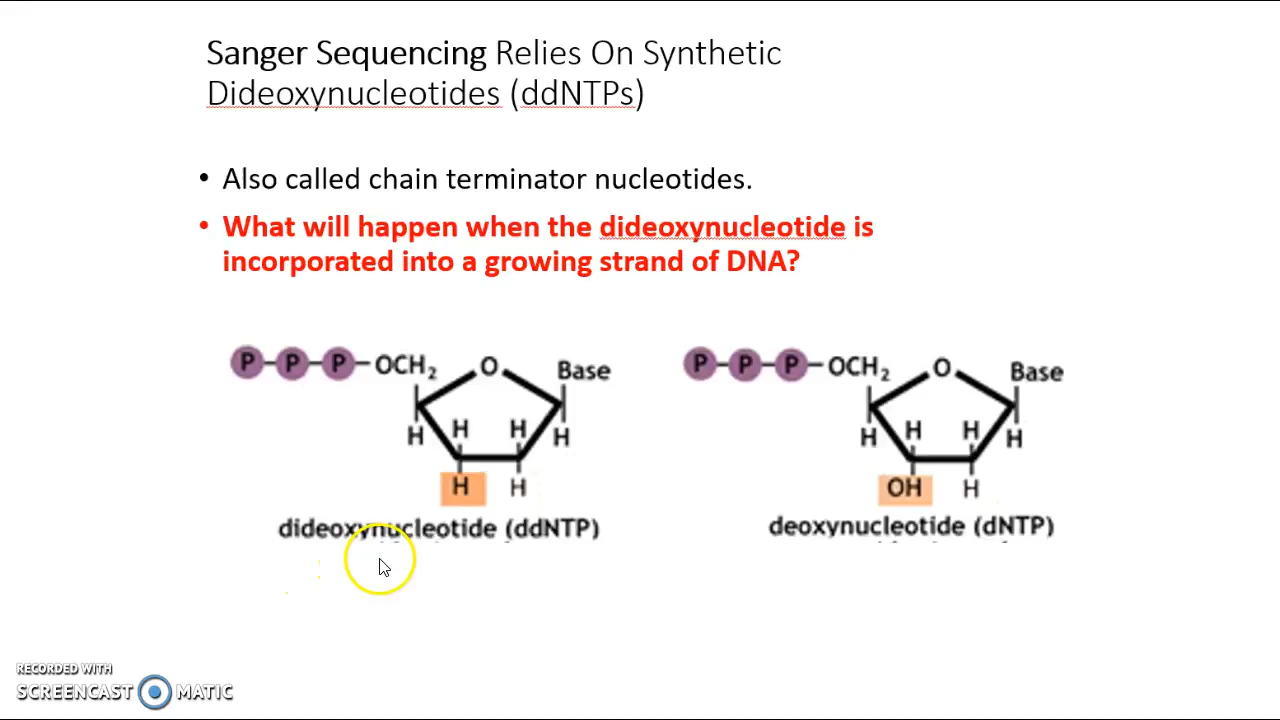 Sanger Sequencing Relies On Synthetic
Dideoxynucleotides (ddNTPs)
• Also called chain terminator nucleotides.
• What will happen when the dideoxynucleotide is
incorporated into a growing strand of DNA?
P P P OCH₂ O Base
H H H H
H H
dideoxynucleotide (ddNTP)
P P P OCH₂ O Base
H H H H
OH H
deoxynucleotide (dNTP)
RECORDED WITH
SCREENCAST MATIC